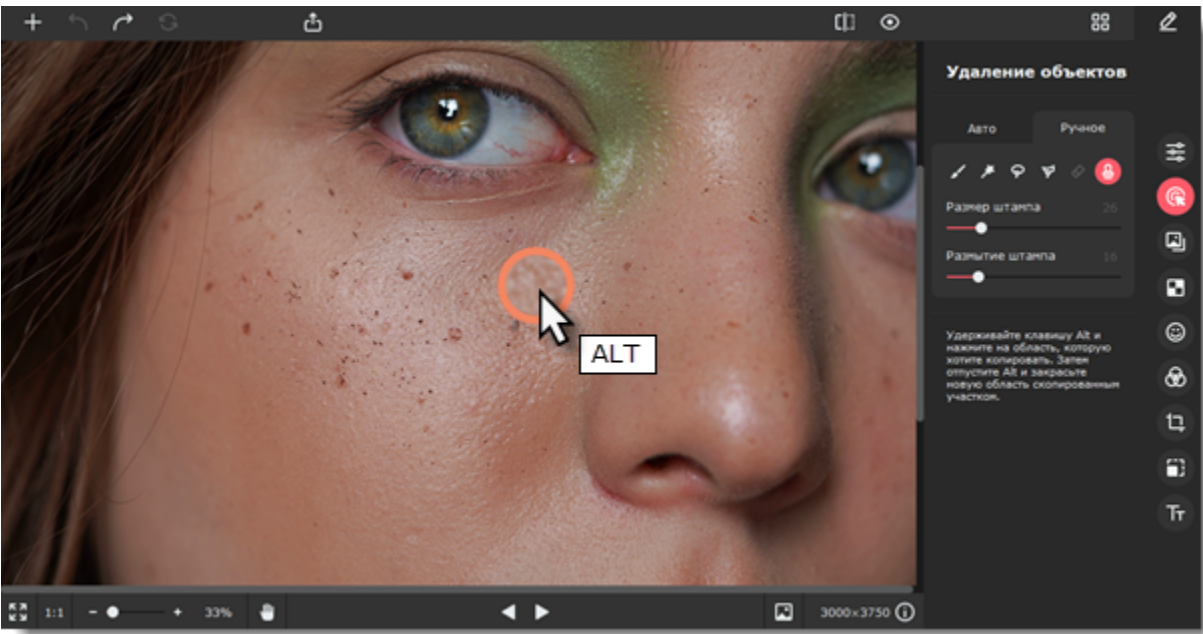 Удаление объектов
Авто Ручное
Размер штампа 26
Размытие штампа 16
Удерживайте клавишу Alt и
нажмите на область, которую
хотите копировать. Затем
отпустите Alt и закрасьте
новую область скопированным
участком.
ALT
1:1 - + 33% 3000×3750
Tт